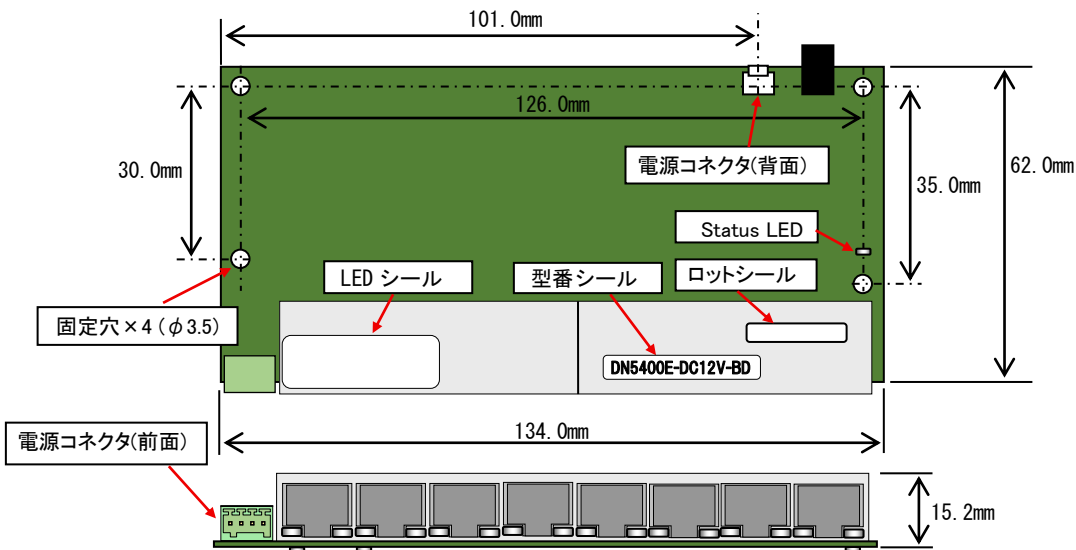 101.0mm
126.0mm
電源コネクタ(背面)
30.0mm
62.0mm
35.0mm
Status LED
LED シール
型番シール
ロットシール
固定穴×4(φ3.5)
DN5400E-DC12V-BD
134.0mm
電源コネクタ(前面)
15.2mm